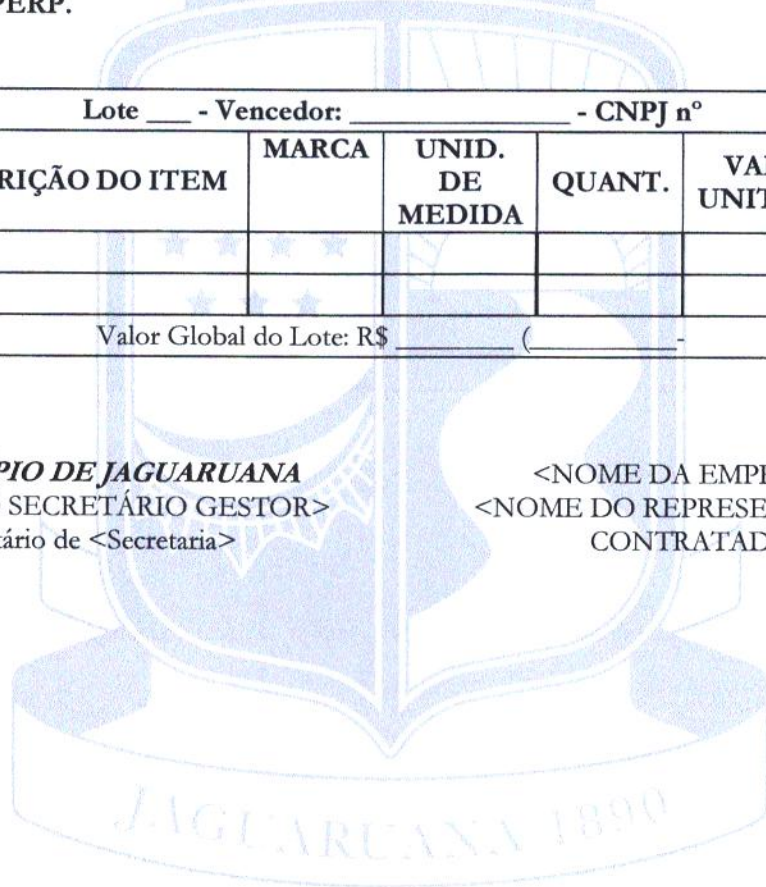 PERP.
Lote ___ - Vencedor: ________________ - CNPJ nº
RIÇÃO DO ITEM MARCA UNID. DE MEDIDA QUANT. VA UNIT
Valor Global do Lote: R$ _________ (____________-
PIO DE JAGUARUANA
SECRETÁRIO GESTOR>
tário de <Secretaria>
<NOME DA EMPE
<NOME DO REPRESE
CONTRATAD
JAGUARUANA 1890